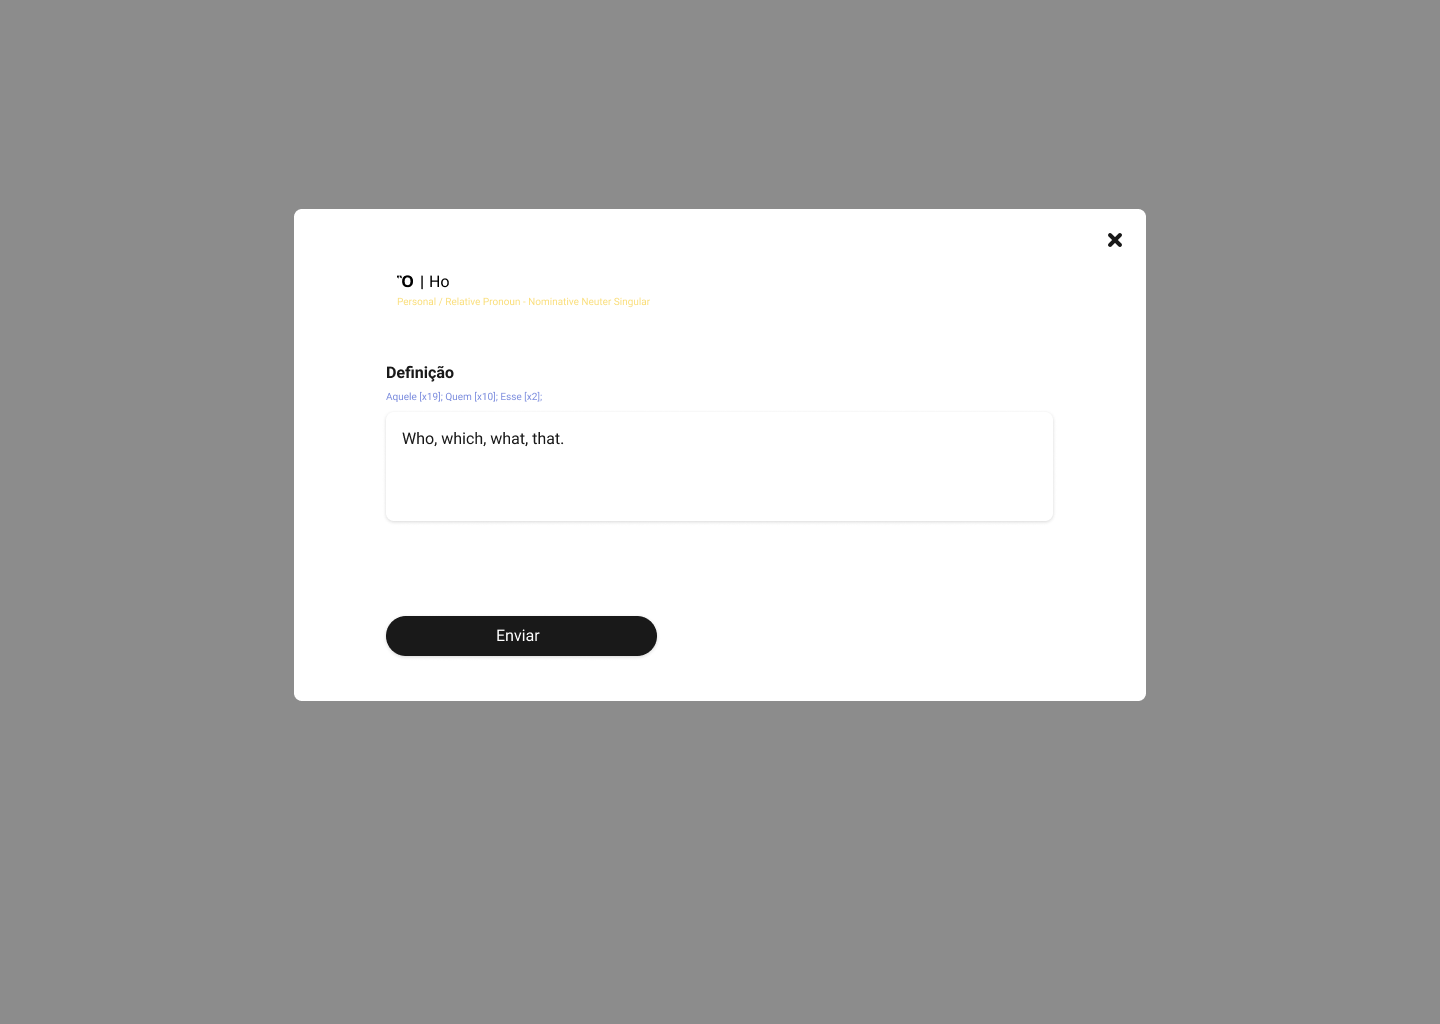 Ὃ | Ho
Personal / Relative Pronoun - Nominative Neuter Singular
Definição
Aquele [x19]; Quem [x10]; Esse [x2];
Who, which, what, that.
Enviar